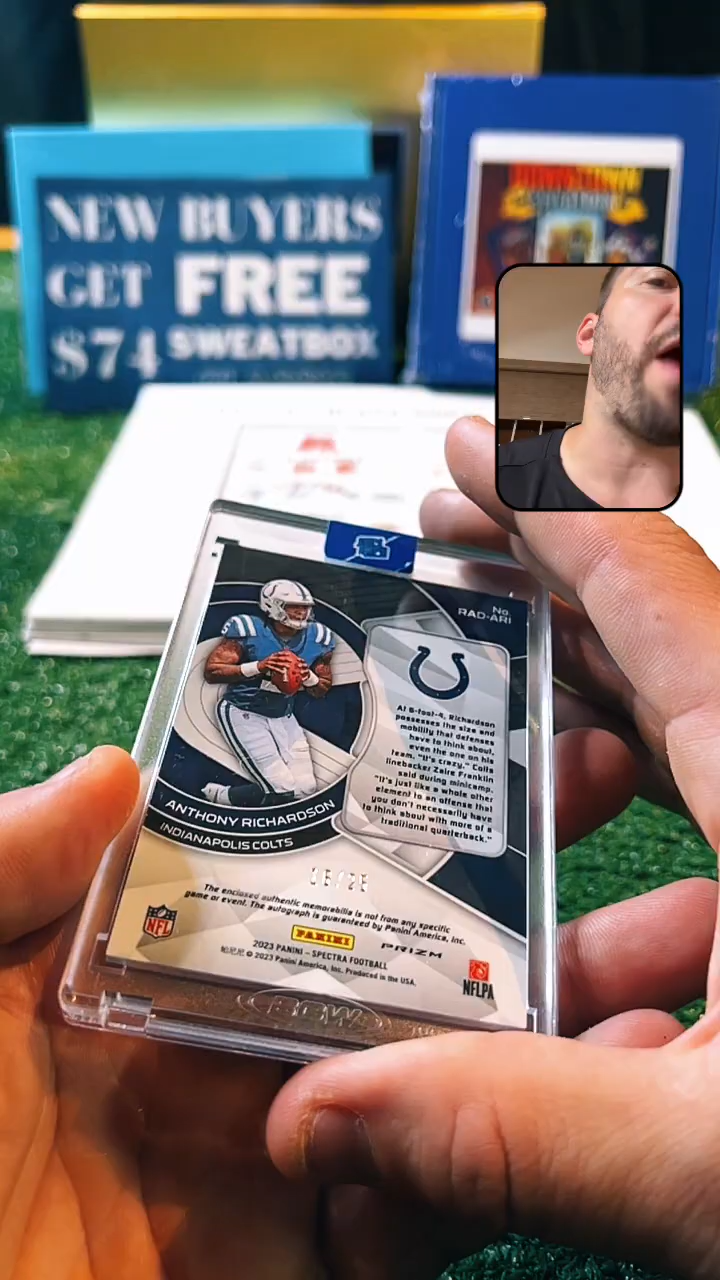 NEW BUYERS
GET FREE
$74 SWEATBOX
DOWNTOWN
No.
RAD-ARI
At 6-foot-4, Richardson
possesses the size and
mobility that defenses
have to think about,
even the one on his
team. "It's crazy," Colts
linebacker Zaire Franklin
said during minicamp.
"It's just like a whole other
element to an offense that
you don't necessarily have
to think about with more of a
traditional quarterback."
ANTHONY RICHARDSON
INDIANAPOLIS COLTS
The enclosed authentic memorabilia is not from any specific
game or event. The autograph is guaranteed by Panini America, Inc.
NFL
PANINI
PRIZM
2023 PANINI – SPECTRA FOOTBALL
© 2023 Panini America, Inc. Produced in the USA.
NFLPA
BCW